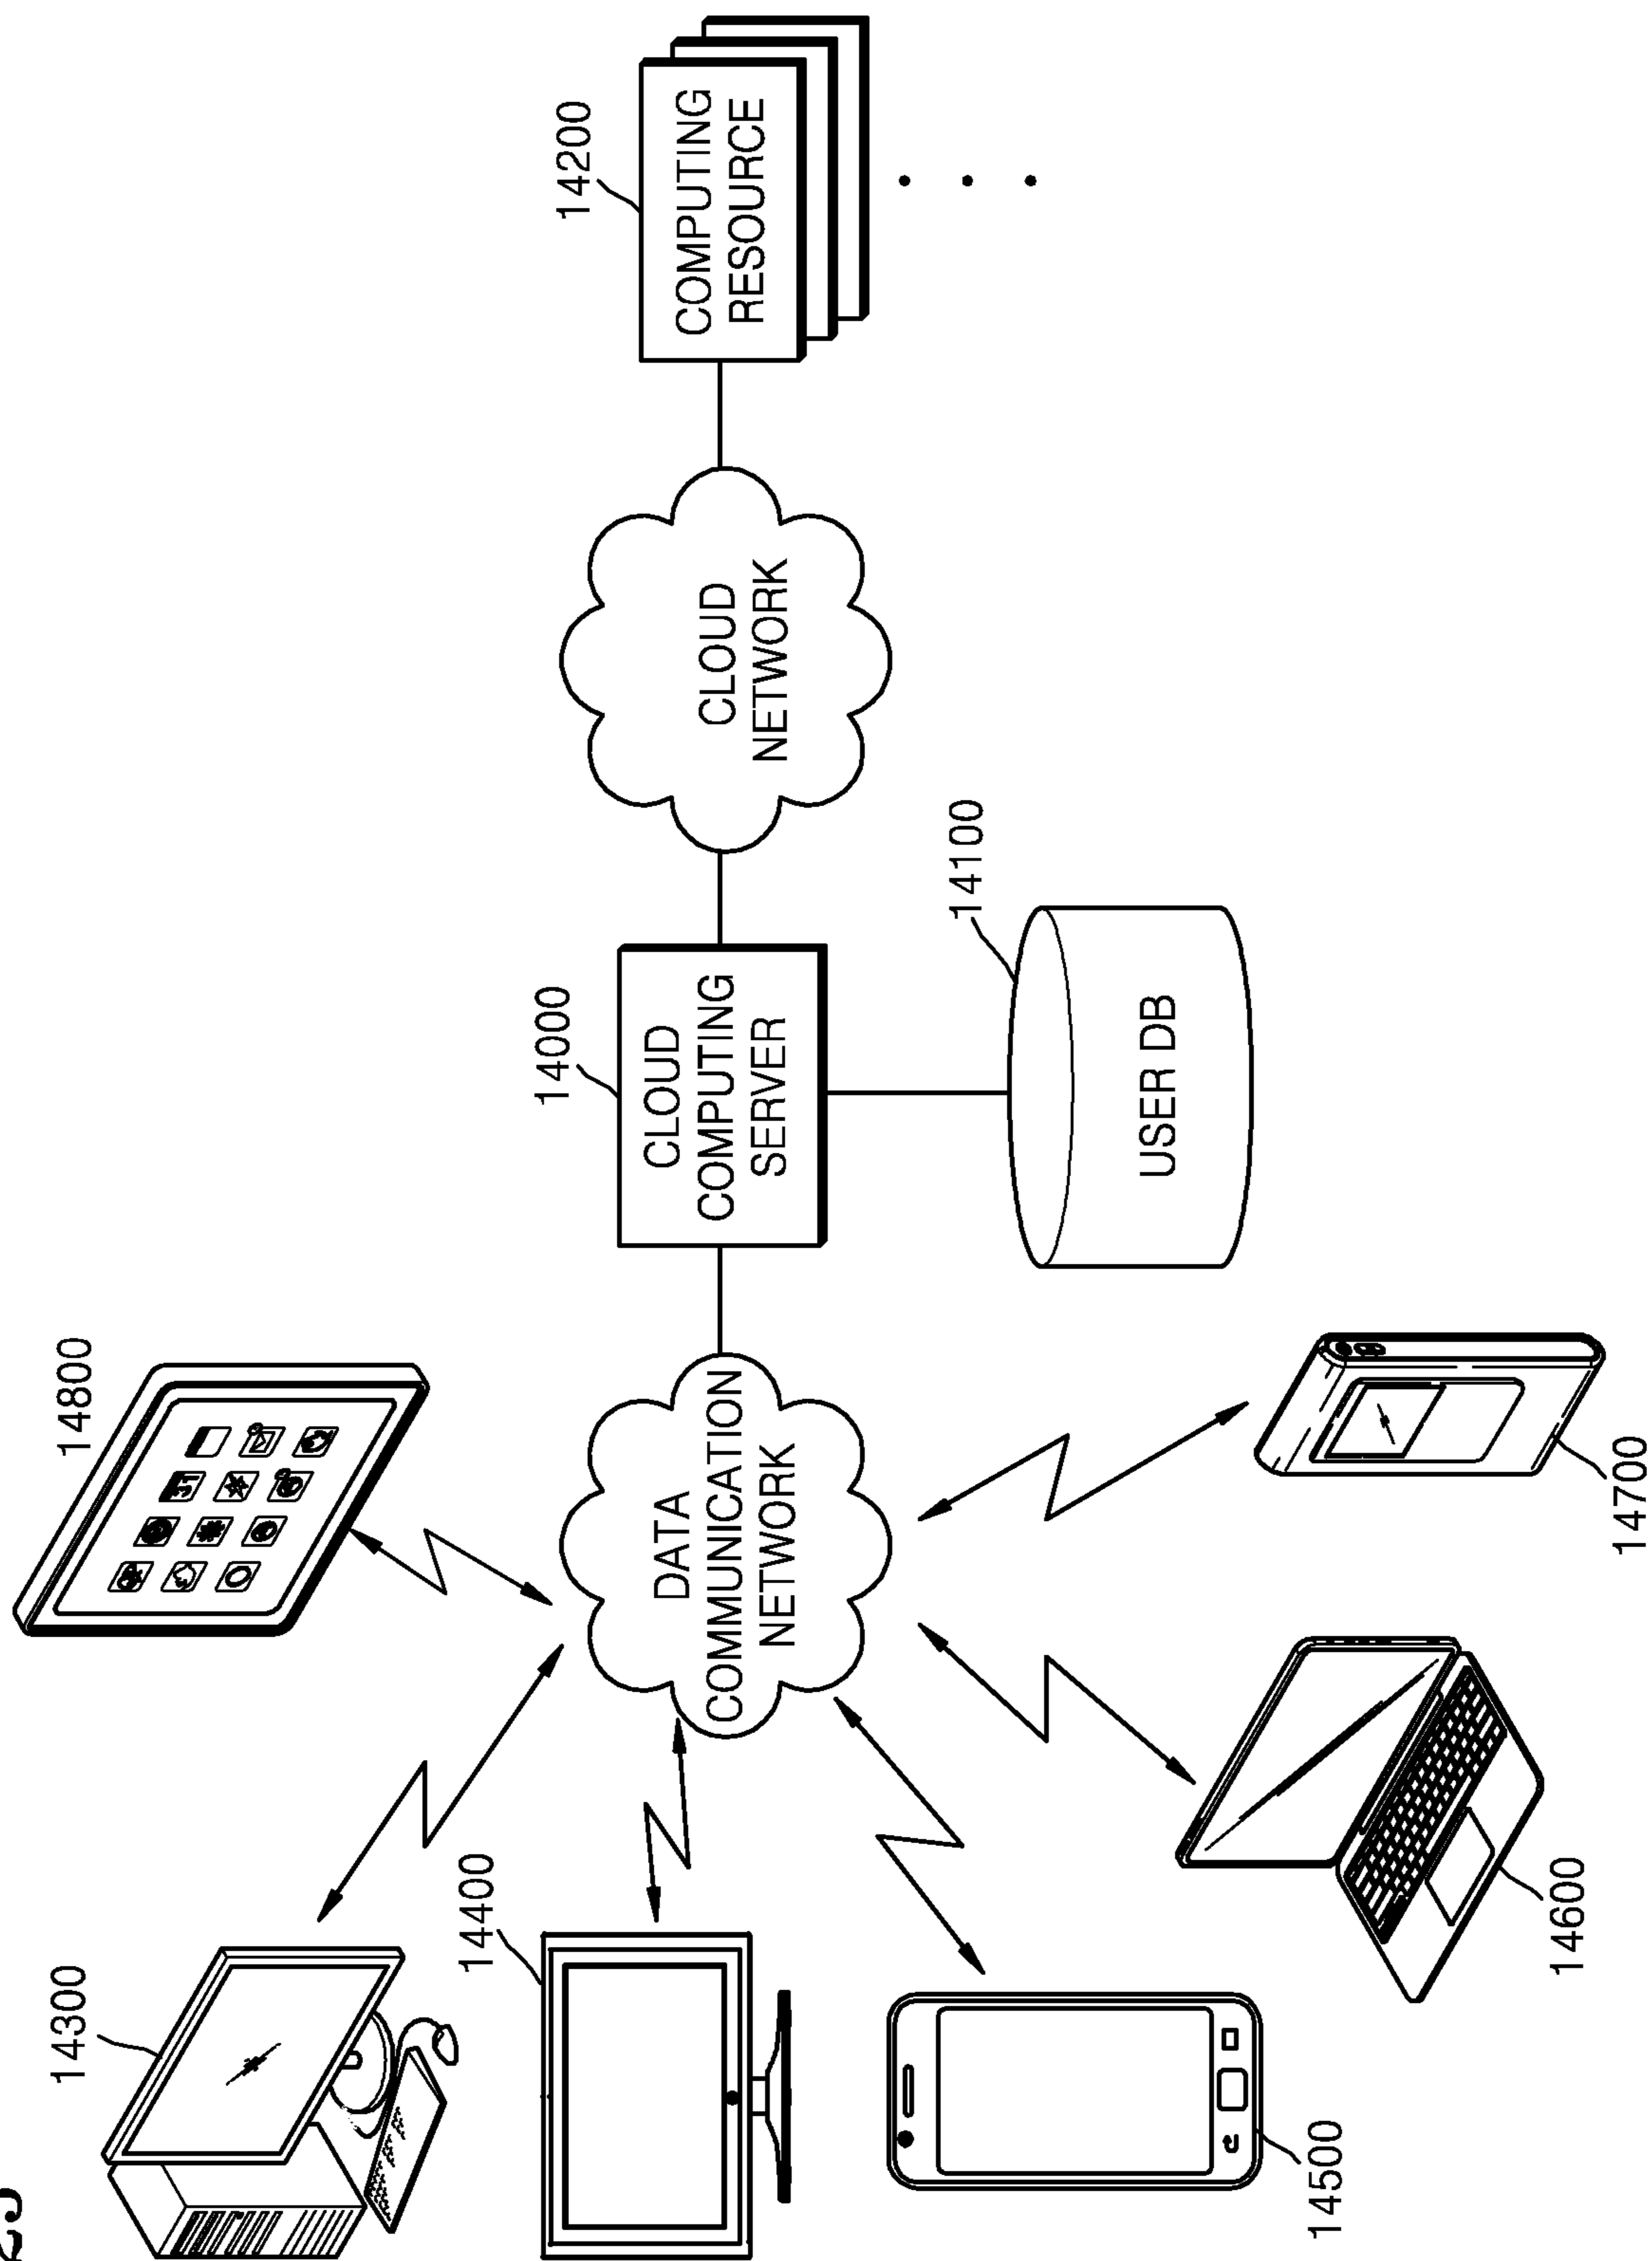 14800
14300
14400
14000
14200
DATA
COMMUNICATION
NETWORK
CLOUD
COMPUTING
SERVER
CLOUD
NETWORK
COMPUTING
RESOURCE
14100
USER DB
14500
14600
14700